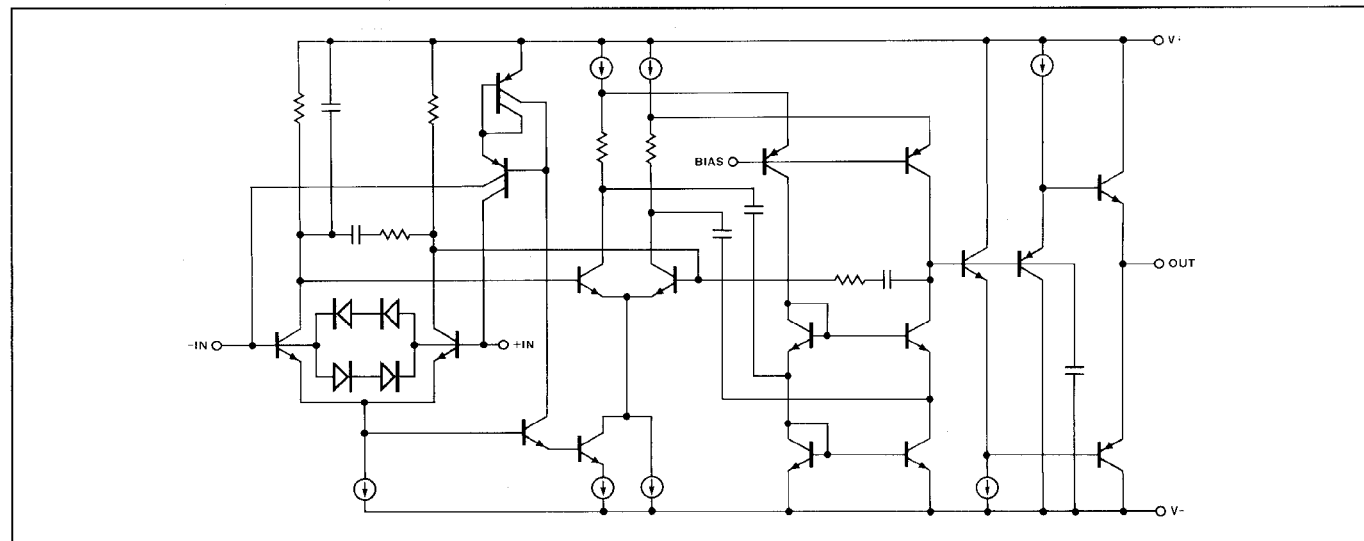 V+
BIAS
OUT
-IN
+IN
V-